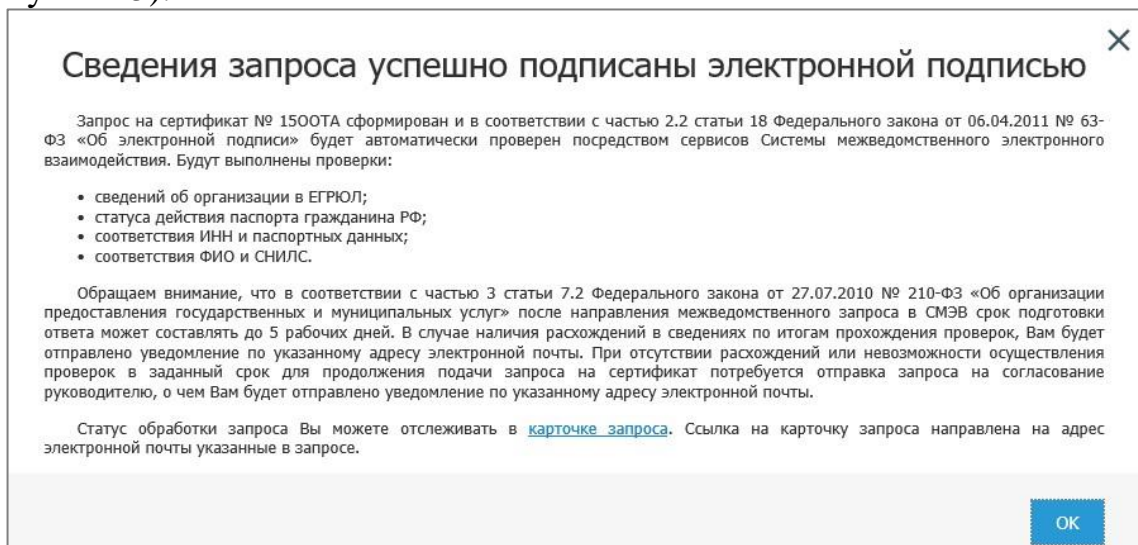 Сведения запроса успешно подписаны электронной подписью
Запрос на сертификат № 15OOTA сформирован и в соответствии с частью 2.2 статьи 18 Федерального закона от 06.04.2011 № 63-
ФЗ «Об электронной подписи» будет автоматически проверен посредством сервисов Системы межведомственного электронного
взаимодействия. Будут выполнены проверки:
• сведений об организации в ЕГРЮЛ;
• статуса действия паспорта гражданина РФ;
• соответствия ИНН и паспортных данных;
• соответствия ФИО и СНИЛС.
Обращаем внимание, что в соответствии с частью 3 статьи 7.2 Федерального закона от 27.07.2010 № 210-ФЗ «Об организации
предоставления государственных и муниципальных услуг» после направления межведомственного запроса в СМЭВ срок подготовки
ответа может составлять до 5 рабочих дней. В случае наличия расхождений в сведениях по итогам прохождения проверок, Вам будет
отправлено уведомление по указанному адресу электронной почты. При отсутствии расхождений или невозможности осуществления
проверок в заданный срок для продолжения подачи запроса на сертификат потребуется отправка запроса на согласование
руководителю, о чем Вам будет отправлено уведомление по указанному адресу электронной почты.
Статус обработки запроса Вы можете отслеживать в карточке запроса. Ссылка на карточку запроса направлена на адрес
электронной почты указанные в запросе.
ОК